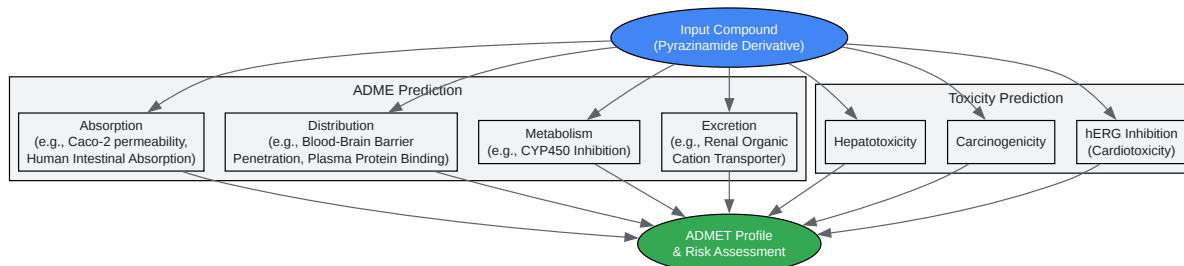 Input Compound
(Pyrazinamide Derivative)
ADME Prediction
Toxicity Prediction
Absorption
(e.g., Caco-2 permeability,
Human Intestinal Absorption)
Distribution
(e.g., Blood-Brain Barrier
Penetration, Plasma Protein Binding)
Metabolism
(e.g., CYP450 Inhibition)
Excretion
(e.g., Renal Organic
Cation Transporter)
Hepatotoxicity
Carcinogenicity
hERG Inhibition
(Cardiotoxicity)
ADMET Profile
& Risk Assessment